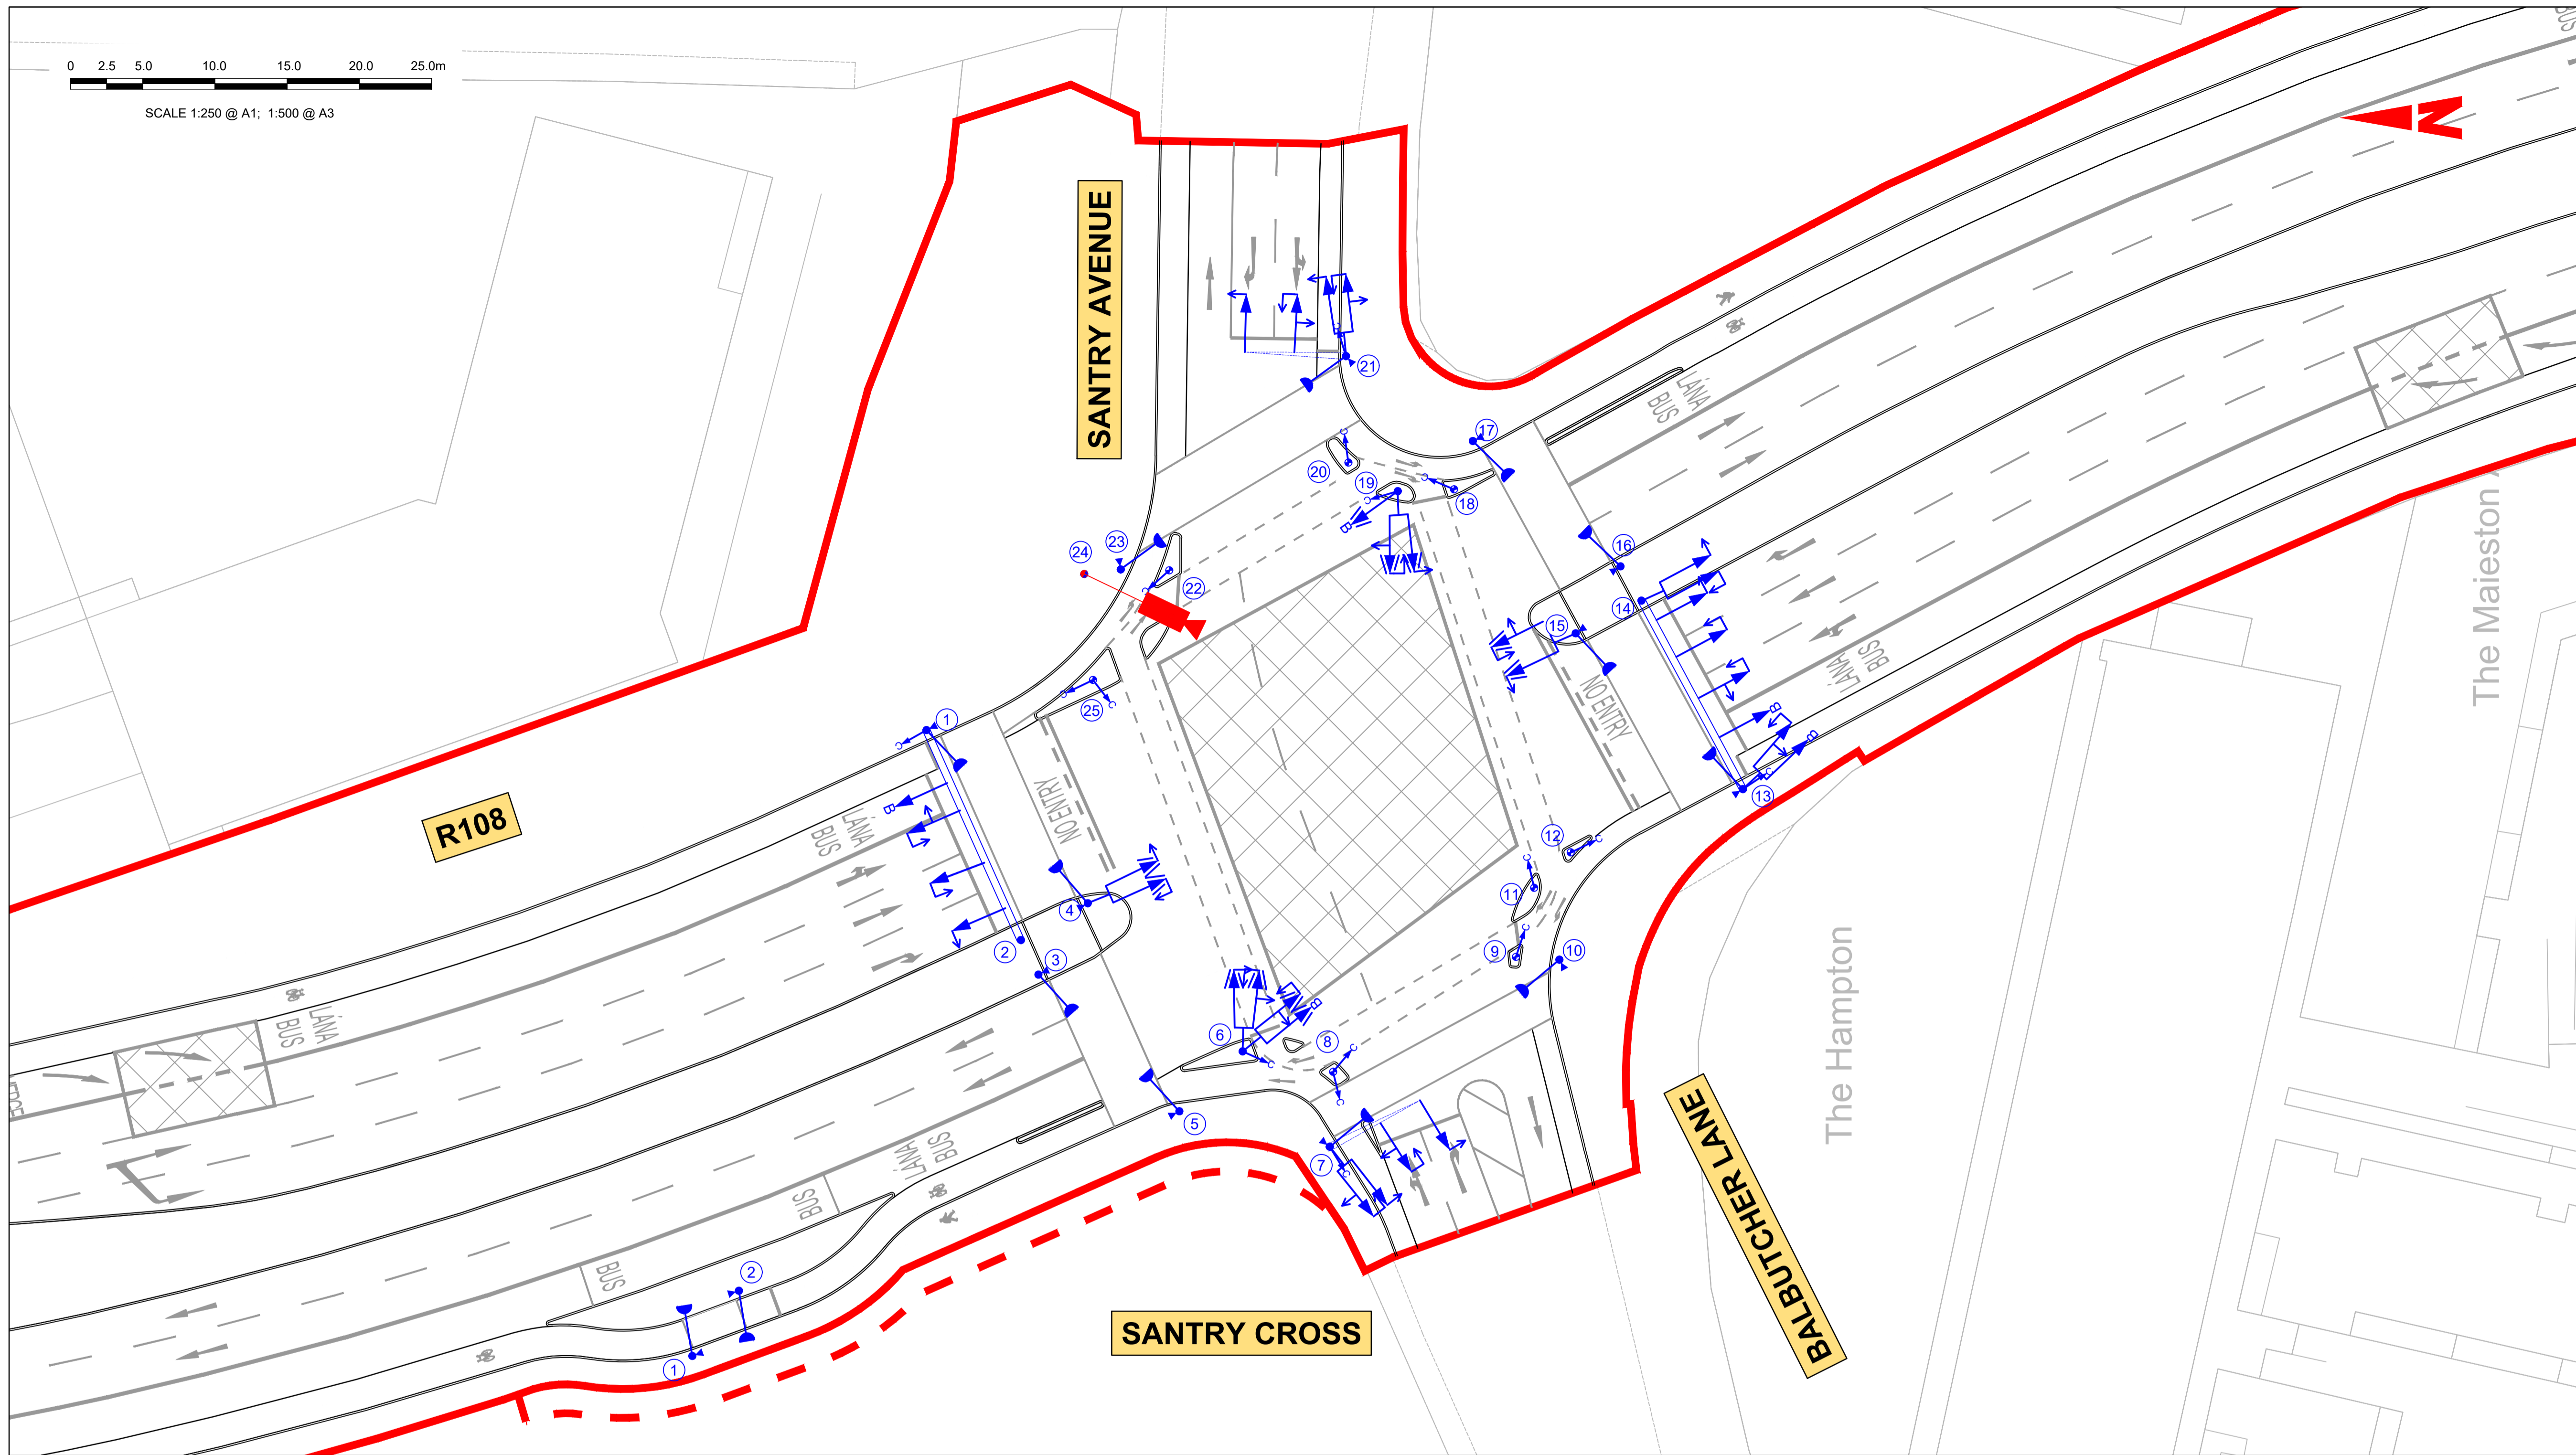 0 2.5 5.0 10.0 15.0 20.0 25.0m
SCALE 1:250 @ A1; 1:500 @ A3
N
SANTRY AVENUE
21
17
20
19
18
LÁNA
BUS
BUS
23
24
22
16
14
15
25
1
NO ENTRY
NO ENTRY
BUS
LÁNA
The Maieston
R108
B
B
B
B
B
13
LÁNA
BUS
12
11
4
2
3
9
10
6
8
The Hampton
LÁNA
BUS
5
7
BUS
LÁNA
BUS
BUS
2
1
SANTRY CROSS
BALBUTCHER LANE